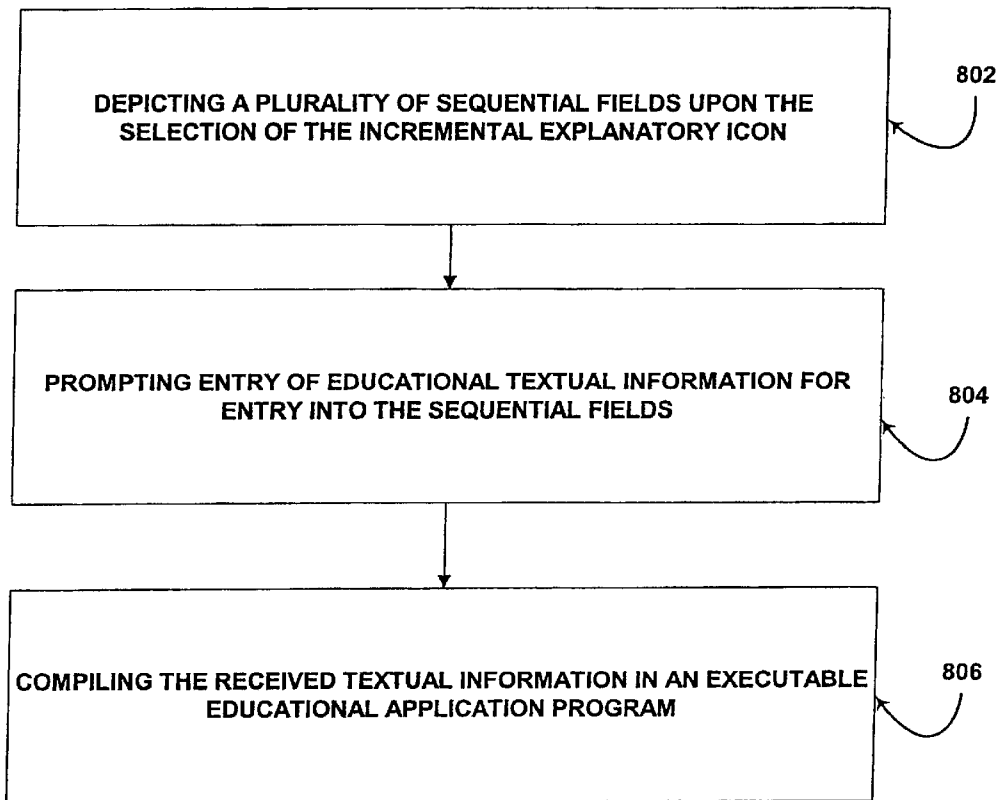 DEPICTING A PLURALITY OF SEQUENTIAL FIELDS UPON THE
SELECTION OF THE INCREMENTAL EXPLANATORY ICON
802
PROMPTING ENTRY OF EDUCATIONAL TEXTUAL INFORMATION FOR
ENTRY INTO THE SEQUENTIAL FIELDS
804
COMPILING THE RECEIVED TEXTUAL INFORMATION IN AN EXECUTABLE
EDUCATIONAL APPLICATION PROGRAM
806